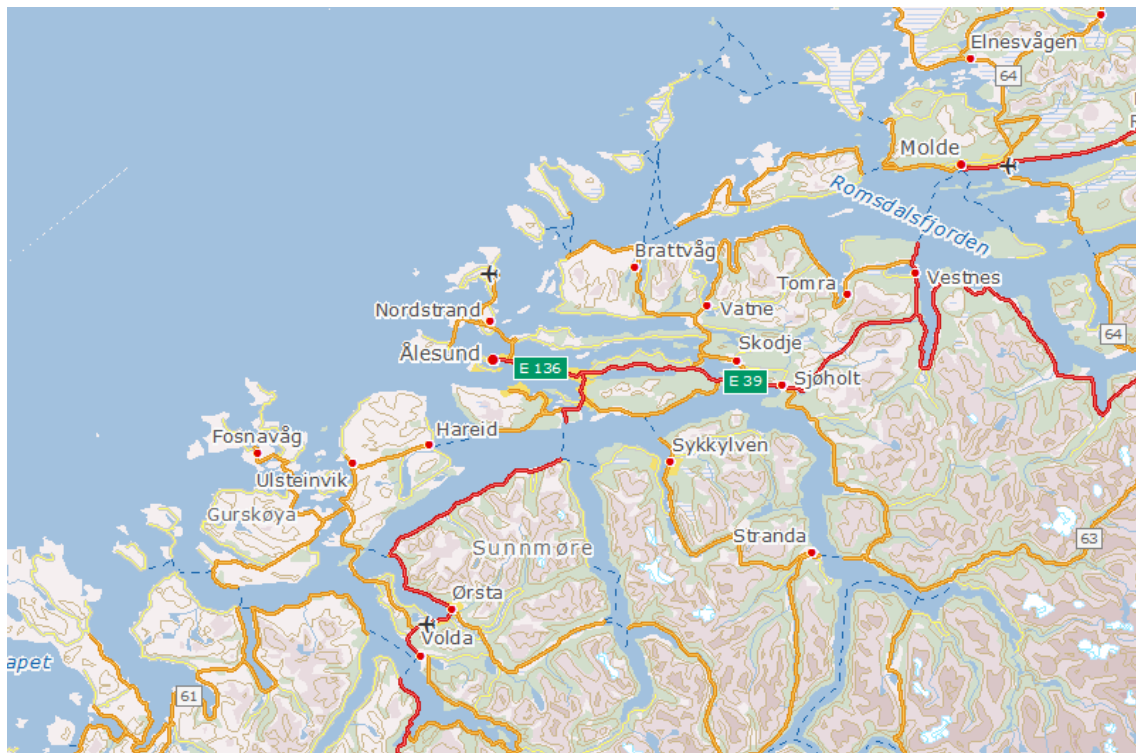 Elnesvågen
64
Molde
Romsdalsfjorden
Brattvåg
Vestnes
Tomra
Vatne
Nordstrand
64
Skodje
Ålesund
E 136
E 39
Sjøholt
Hareid
Fosnavåg
Sykkylven
Ulsteinvik
Gurskøya
Stranda
63
Sunnmøre
Ørsta
Volda
apet
61